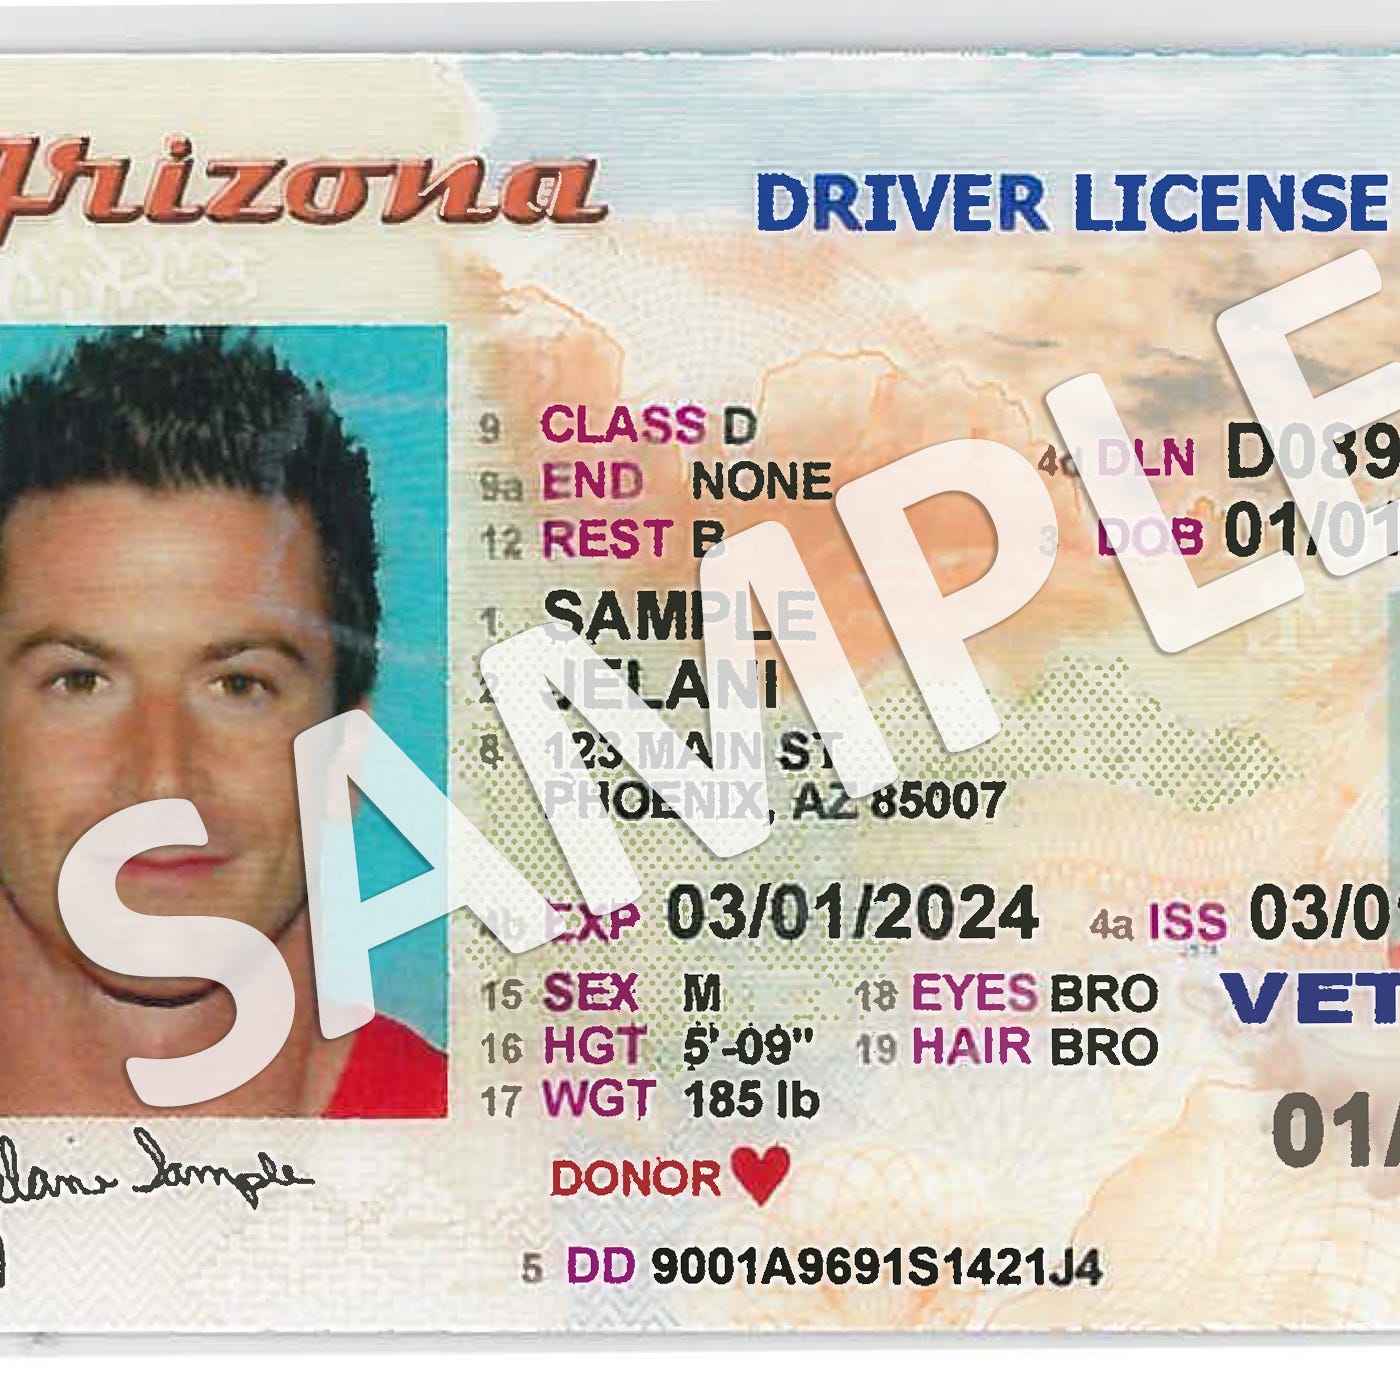 Arizona
DRIVER LICENSE
9 CLASS D
9a END NONE
12 REST B
4d DLN D089
3 DOB 01/01
1 SAMPLE
2 JELANI
8 123 MAIN ST
PHOENIX, AZ 85007
4b EXP 03/01/2024 4a ISS 03/0
15 SEX M 18 EYES BRO
16 HGT 5'-09" 19 HAIR BRO
17 WGT 185 lb
VET
01/
DONOR
5 DD 9001A9691S1421J4
Jelani Sample
SAMPLE